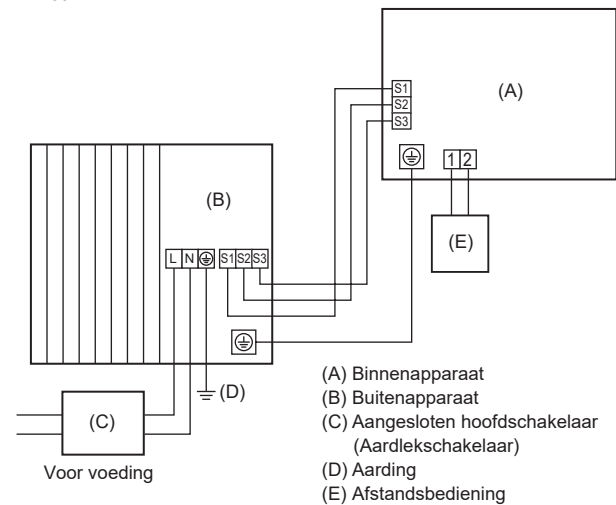 (A)
S1
S2
S3
1 2
(E)
(B)
L N S1 S2 S3
(D)
(C)
Voor voeding
(A) Binnenapparaat
(B) Buitenapparaat
(C) Aangesloten hoofdschakelaar
(Aardlekschakelaar)
(D) Aarding
(E) Afstandsbediening